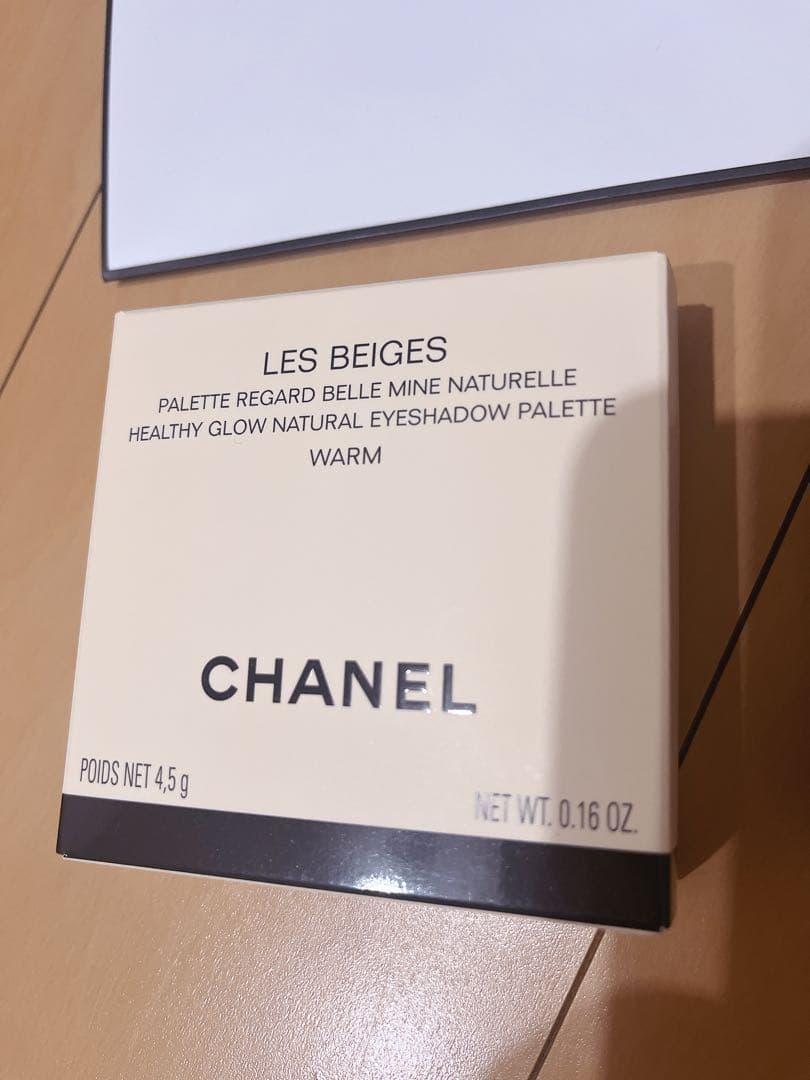 LES BEIGES
PALETTE REGARD BELLE MINE NATURELLE
HEALTHY GLOW NATURAL EYESHADOW PALETTE
WARM
CHANEL
POIDS NET 4,5 g
NET WT. 0.16 OZ.